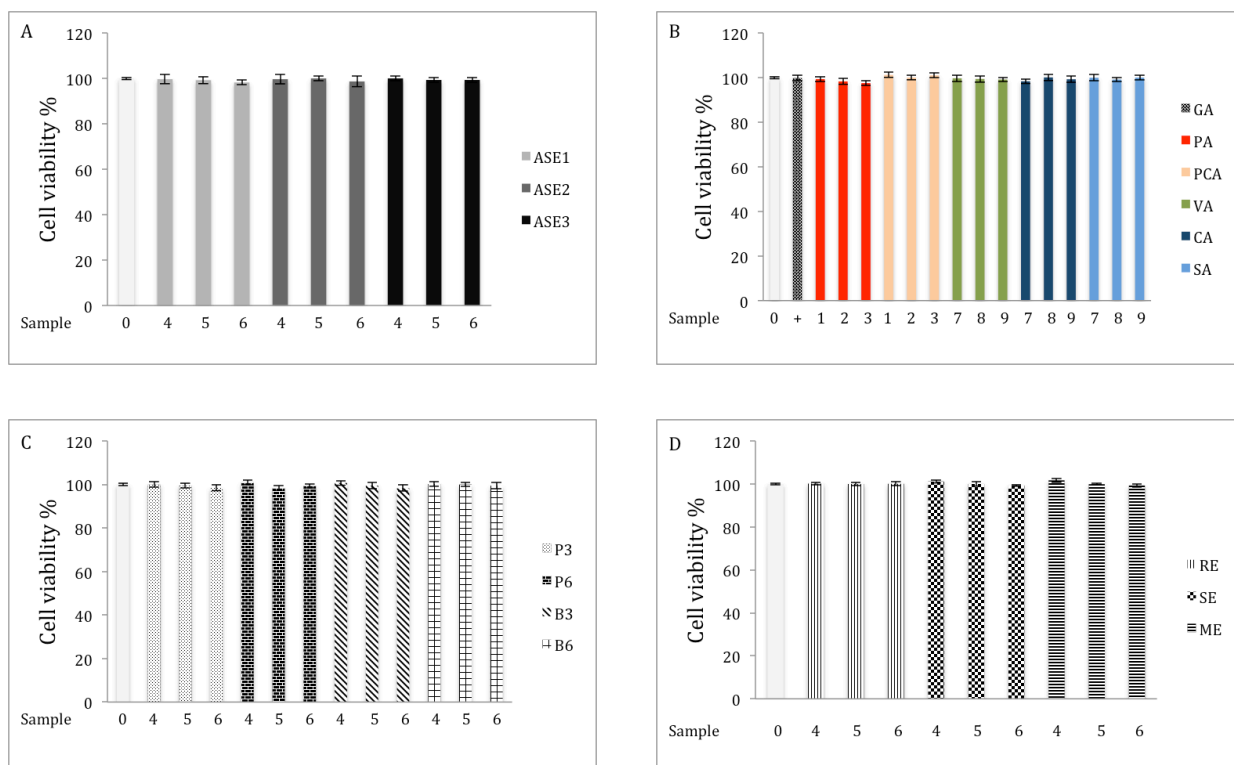 A
120
100
80
60
40
20
0
Cell viability %
Sample 0 4 5 6 4 5 6 4 5 6
ASE1
ASE2
ASE3
B
120
100
80
60
40
20
0
Cell viability %
Sample 0 + 1 2 3 1 2 3 7 8 9 7 8 9 7 8 9
GA
PA
PCA
VA
CA
SA
C
120
100
80
60
40
20
0
Cell viability %
Sample 0 4 5 6 4 5 6 4 5 6 4 5 6
P3
P6
B3
B6
D
120
100
80
60
40
20
0
Cell viability %
Sample 0 4 5 6 4 5 6 4 5 6
RE
SE
ME